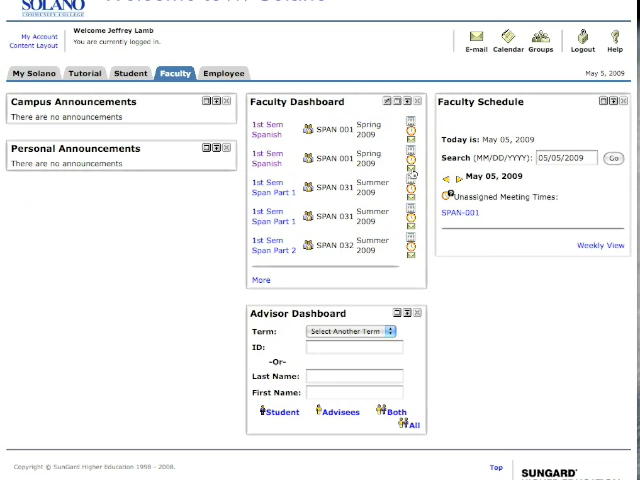 SOLANO
COMMUNITY COLLEGE
My Account
Content Layout
Welcome Jeffrey Lamb
You are currently logged in.
E-mail Calendar Groups Logout Help
My Solano Tutorial Student Faculty Employee
May 5, 2009
Campus Announcements
There are no announcements
Personal Announcements
There are no announcements
Faculty Dashboard
1st Sem Spanish SPAN 001 Spring 2009
1st Sem Spanish SPAN 001 Spring 2009
1st Sem Span Part 1 SPAN 031 Summer 2009
1st Sem Span Part 1 SPAN 031 Summer 2009
1st Sem Span Part 2 SPAN 032 Summer 2009
More
Advisor Dashboard
Term: Select Another Term
ID:
-Or-
Last Name:
First Name:
Student Advisees Both
All
Faculty Schedule
Today is: May 05, 2009
Search (MM/DD/YYYY): 05/05/2009 Go
May 05, 2009
Unassigned Meeting Times:
SPAN-001
Weekly View
Copyright © SunGard Higher Education 1998 - 2008.
Top
SUNGARD